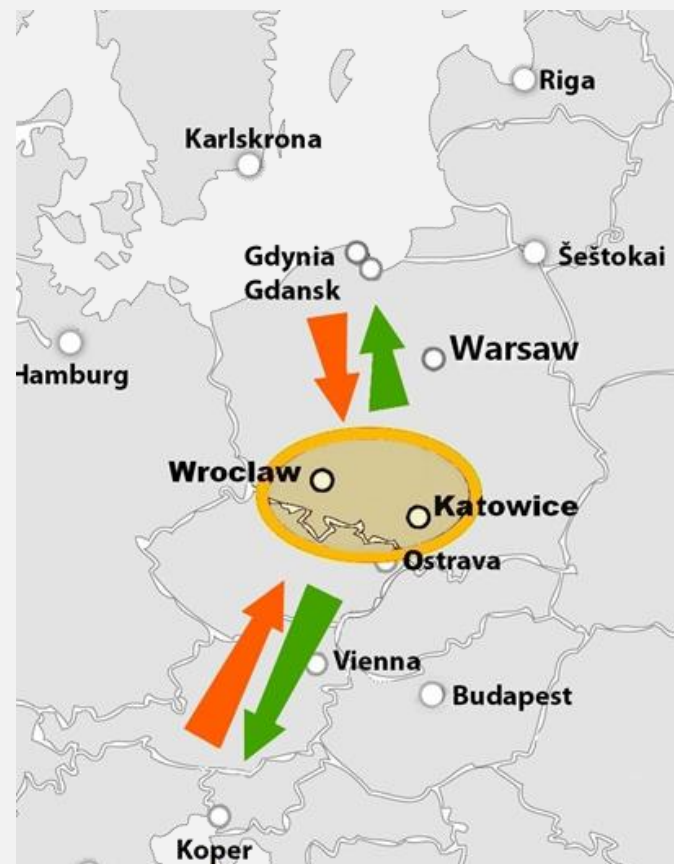 Riga
Karlskrona
Gdynia
Gdansk
Šeštokai
Warsaw
Hamburg
Wroclaw
Katowice
Ostrava
Vienna
Budapest
Koper